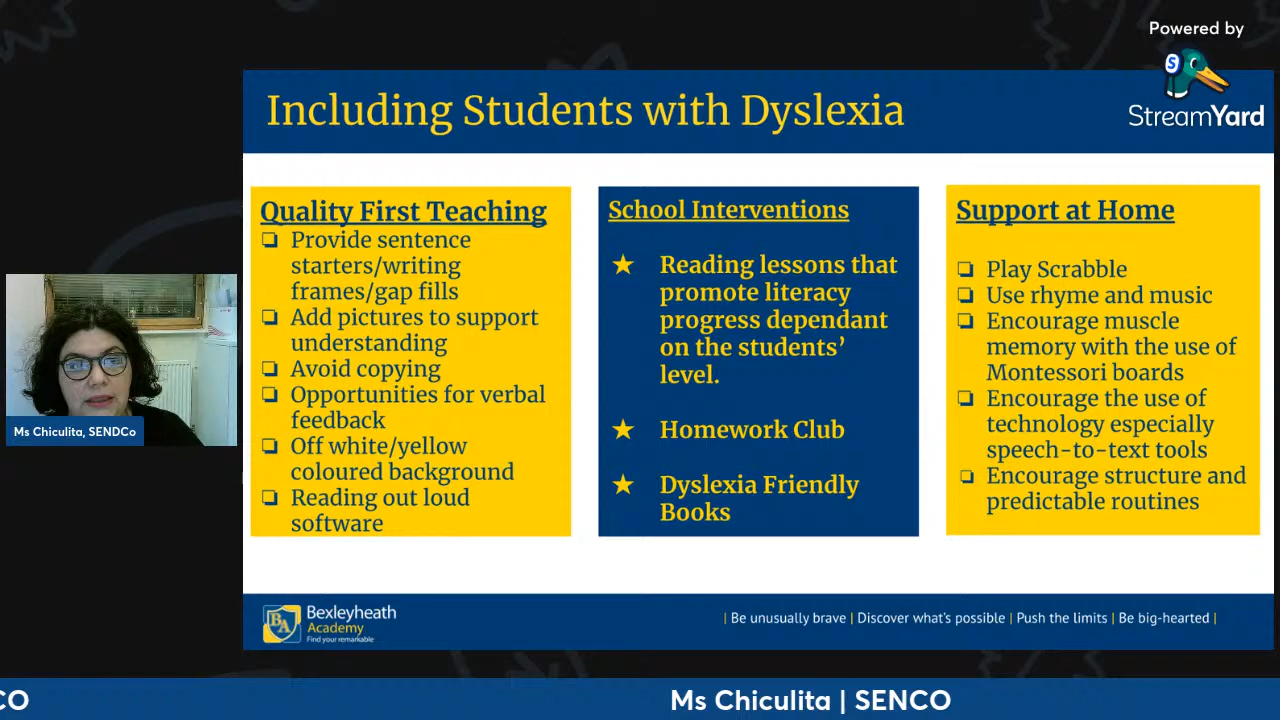 Powered by
StreamYard
Including Students with Dyslexia
Quality First Teaching
❏ Provide sentence
starters/writing
frames/gap fills
❏ Add pictures to support
understanding
❏ Avoid copying
❏ Opportunities for verbal
feedback
❏ Off white/yellow
coloured background
❏ Reading out loud
software
School Interventions
★ Reading lessons that
promote literacy
progress dependant
on the students’
level.
★ Homework Club
★ Dyslexia Friendly
Books
Support at Home
❏ Play Scrabble
❏ Use rhyme and music
❏ Encourage muscle
memory with the use of
Montessori boards
❏ Encourage the use of
technology especially
speech-to-text tools
❏ Encourage structure and
predictable routines
Ms Chiculita, SENDCo
BA
Bexleyheath
Academy
Find your remarkable
| Be unusually brave | Discover what's possible | Push the limits | Be big-hearted |
CO
Ms Chiculita | SENCO